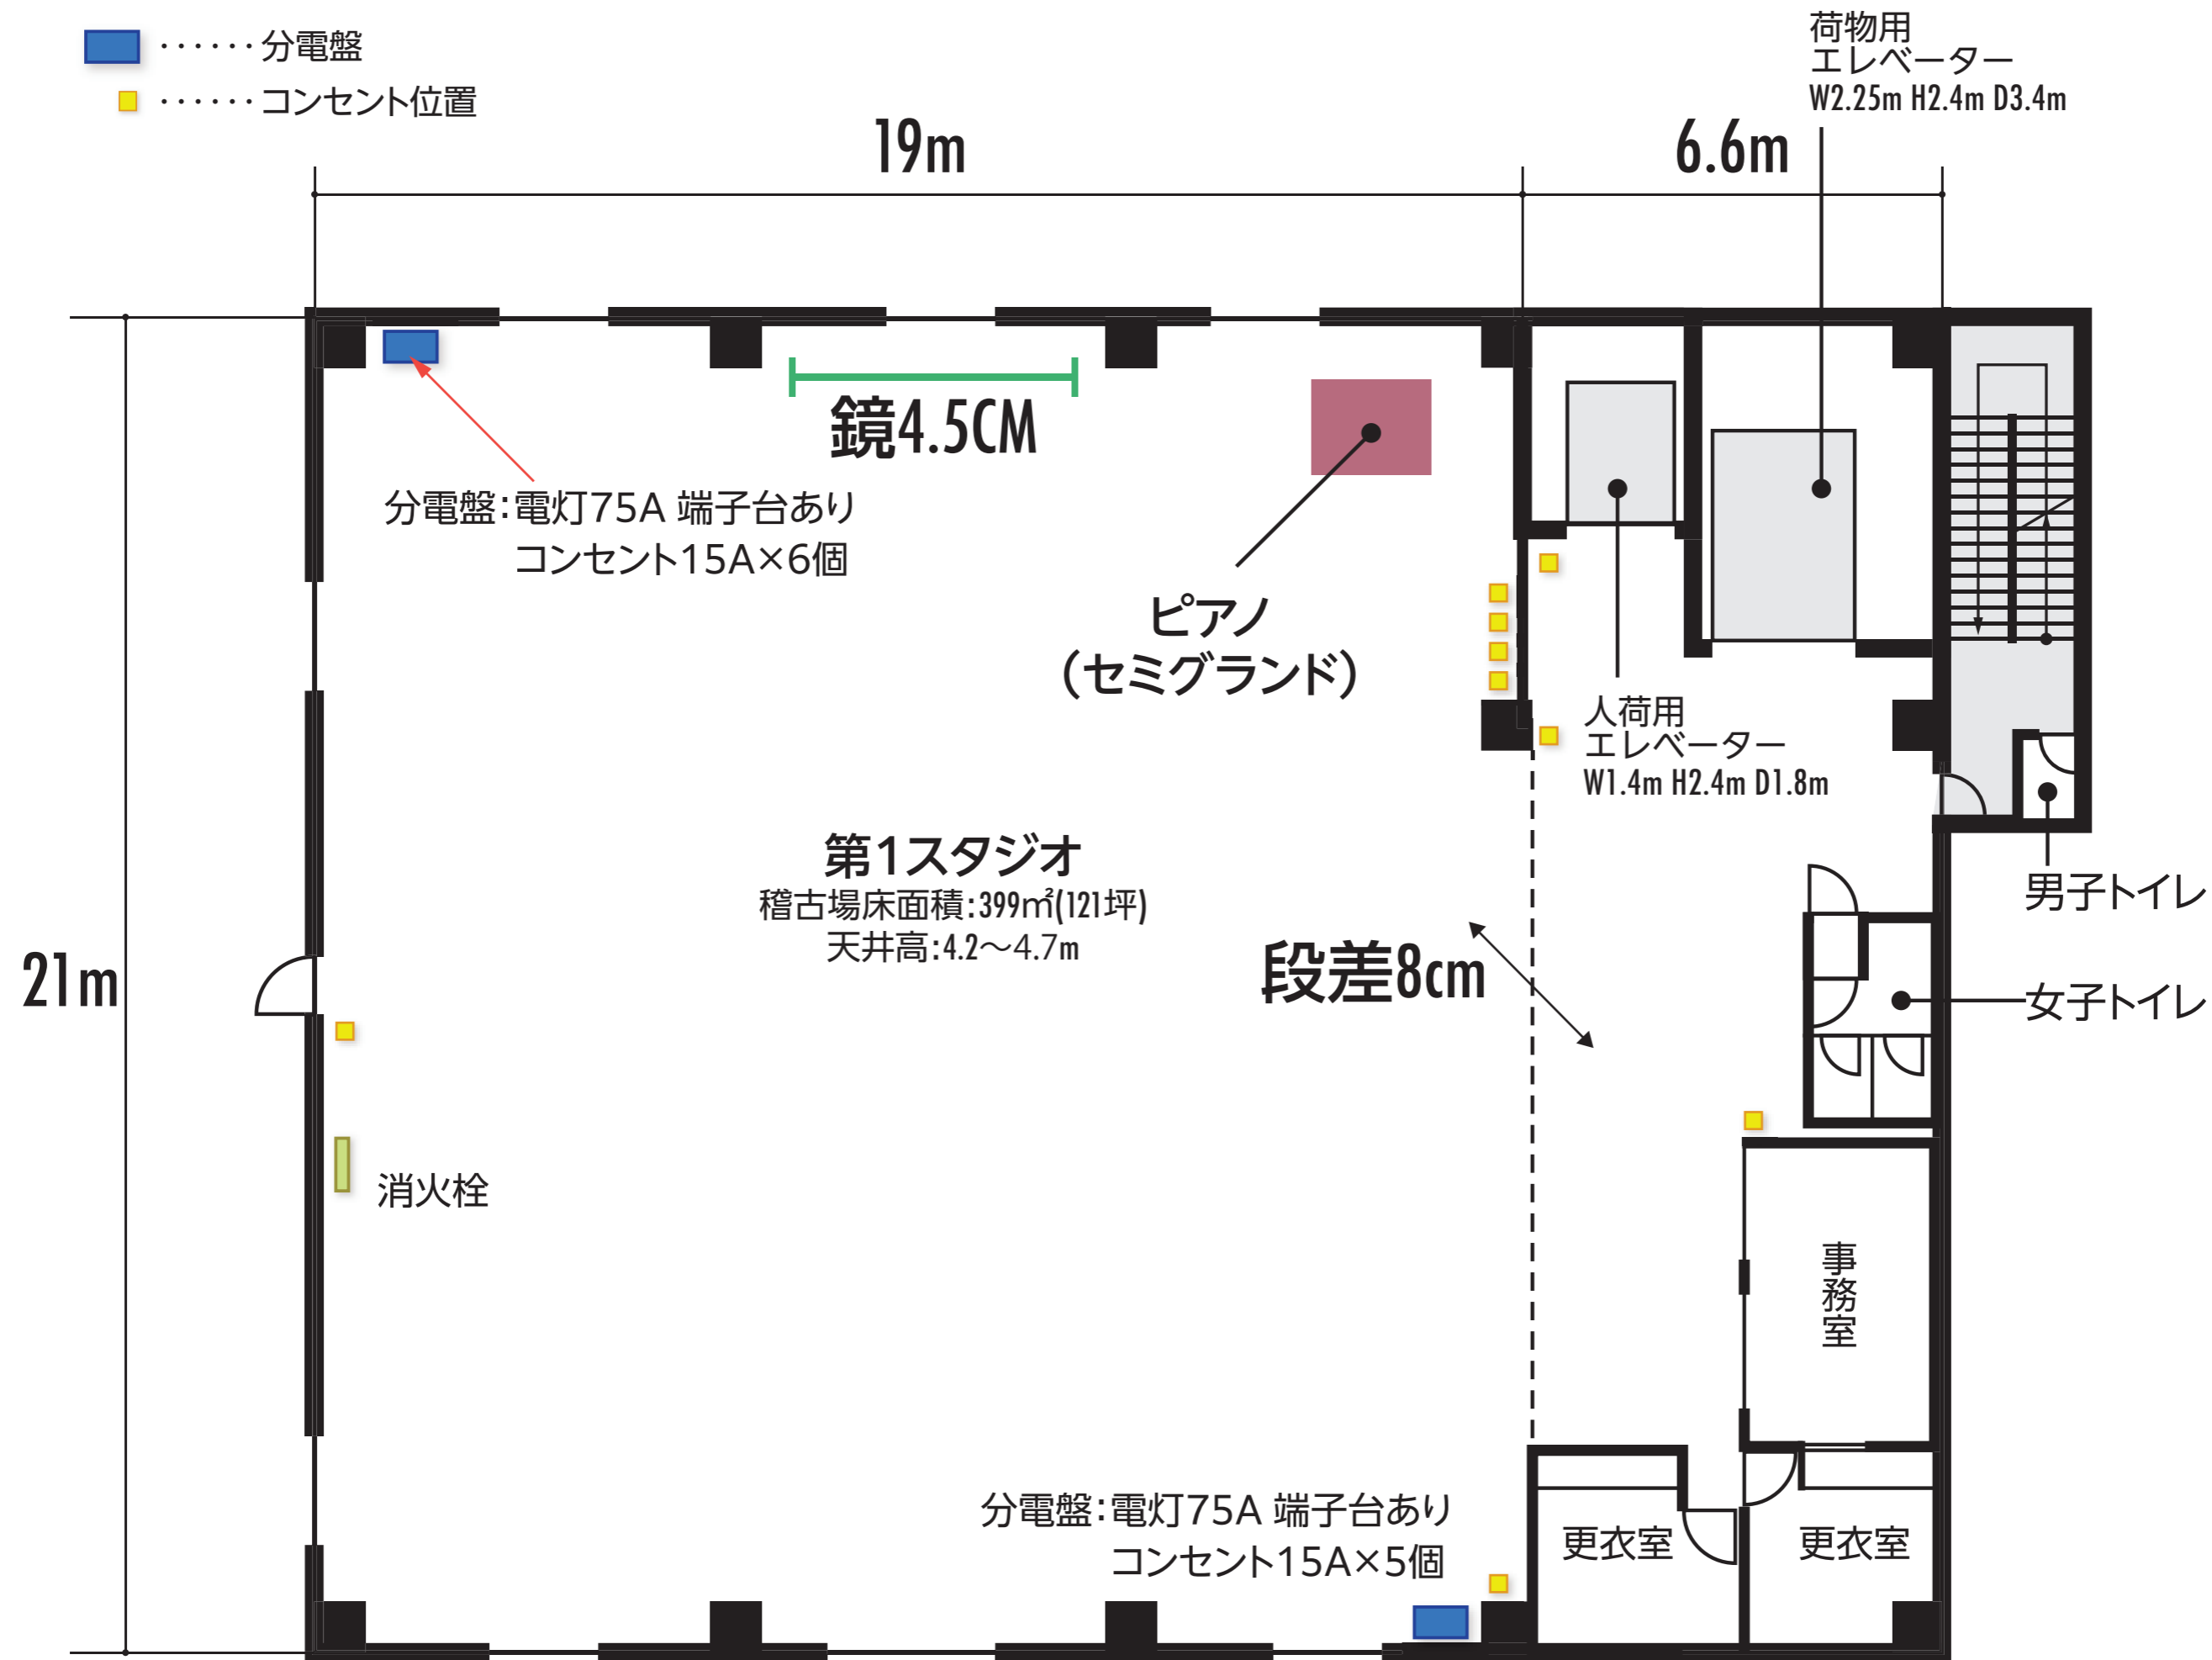 ‥‥‥分電盤
‥‥‥コンセント位置
荷物用
エレベーター
W2.25m H2.4m D3.4m
19m
6.6m
鏡4.5CM
分電盤：電灯75A 端子台あり
コンセント15A×6個
ピアノ
（セミグランド）
人荷用
エレベーター
W1.4m H2.4m D1.8m
第1スタジオ
稽古場床面積：399㎡(121坪)
天井高：4.2～4.7m
男子トイレ
段差8cm
21m
女子トイレ
消火栓
事務室
分電盤：電灯75A 端子台あり
コンセント15A×5個
更衣室
更衣室